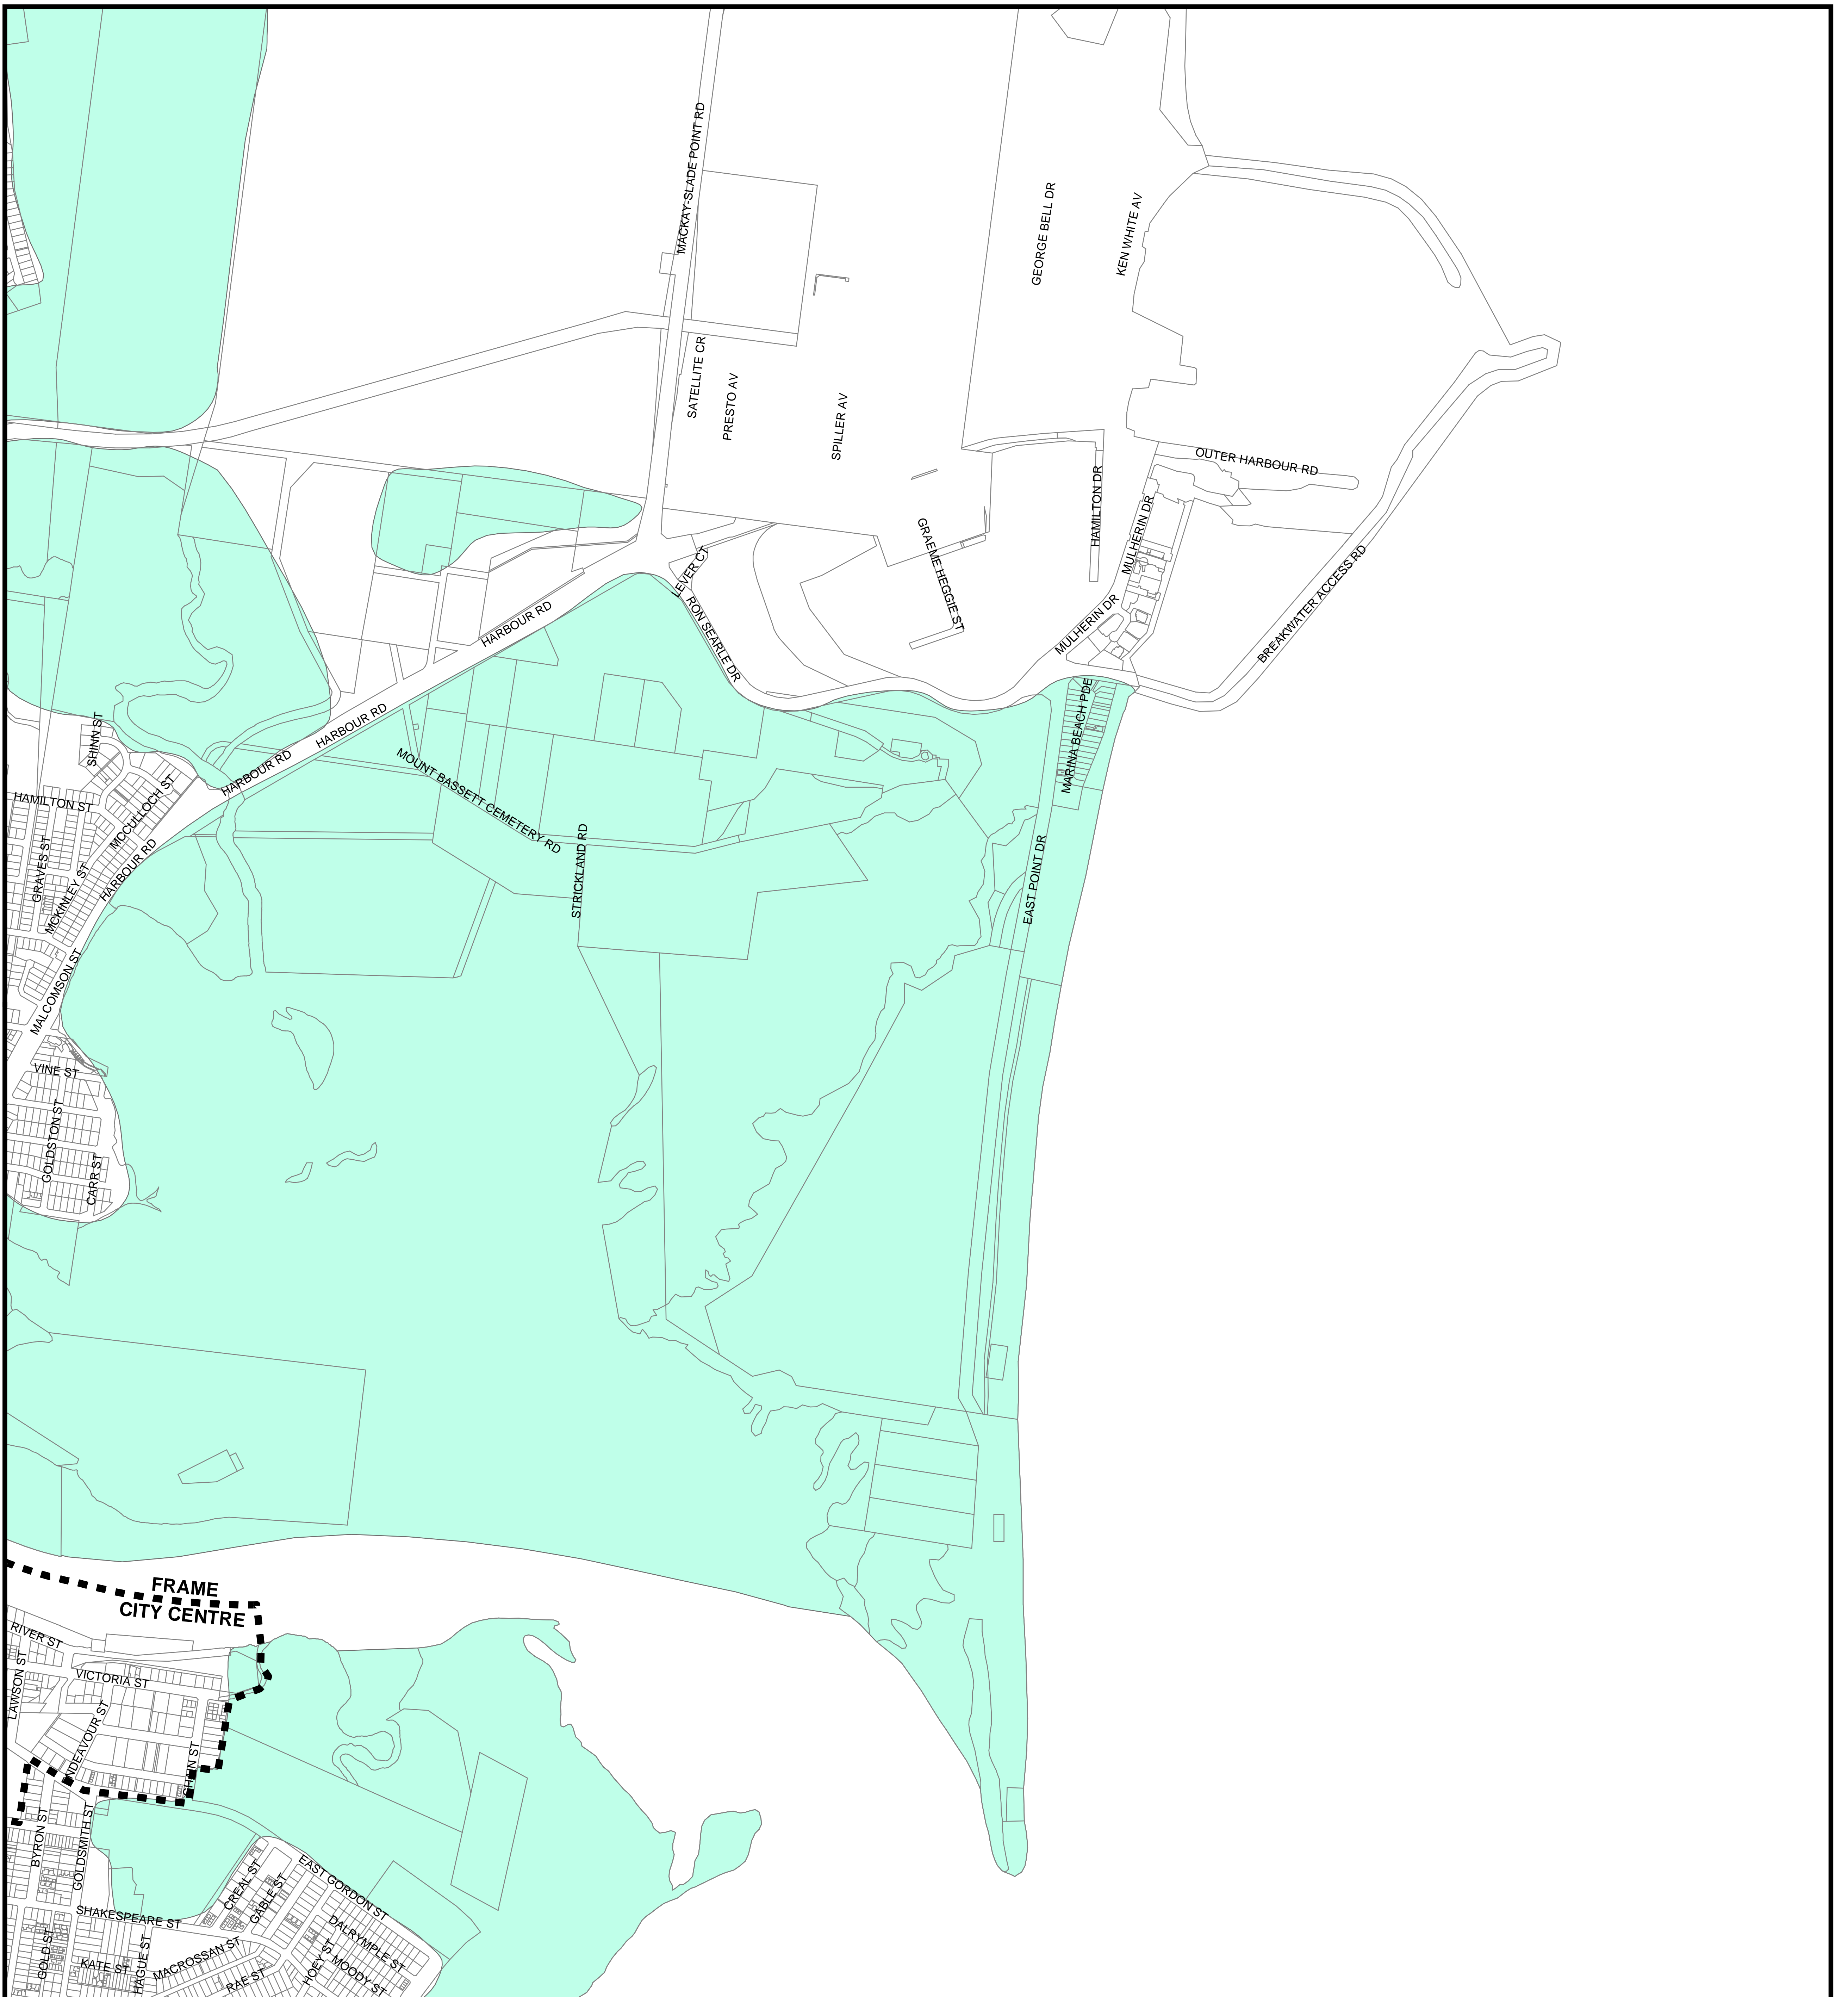 MACKAY-SLADE POINT RD
GEORGE BELL DR
KEN WHITE AV
SATELLITE CR
PRESTO AV
SPILLER AV
OUTER HARBOUR RD
HAMILTON DR
MULHERIN DR
GRAEME HEGGIE ST
LEVER CT
RON SEARLE DR
HARBOUR RD
MULHERIN DR
BREAKWATER ACCESS RD
MARINA BEACH PDE
SHINN ST
HARBOUR RD
HARBOUR RD
MOUNT BASSETT CEMETERY RD
HAMILTON ST
MCCULLOCH ST
GRAVES ST
MCKINLEY ST
HARBOUR RD
STRICKLAND RD
EAST POINT DR
MALCOMSON ST
VINE ST
GOLDSTON ST
CARR ST
FRAME
CITY CENTRE
RIVER ST
LAWSON ST
VICTORIA ST
ENDEAVOUR ST
BYRON ST
GOLDSMITH ST
CREAL ST
GABLE ST
EAST GORDON ST
SHAKESPEARE ST
DALRYMPLE ST
GOLD ST
KATE ST
HAGUE ST
MACROSSAN ST
RAE ST
HOEY ST
MOODY ST